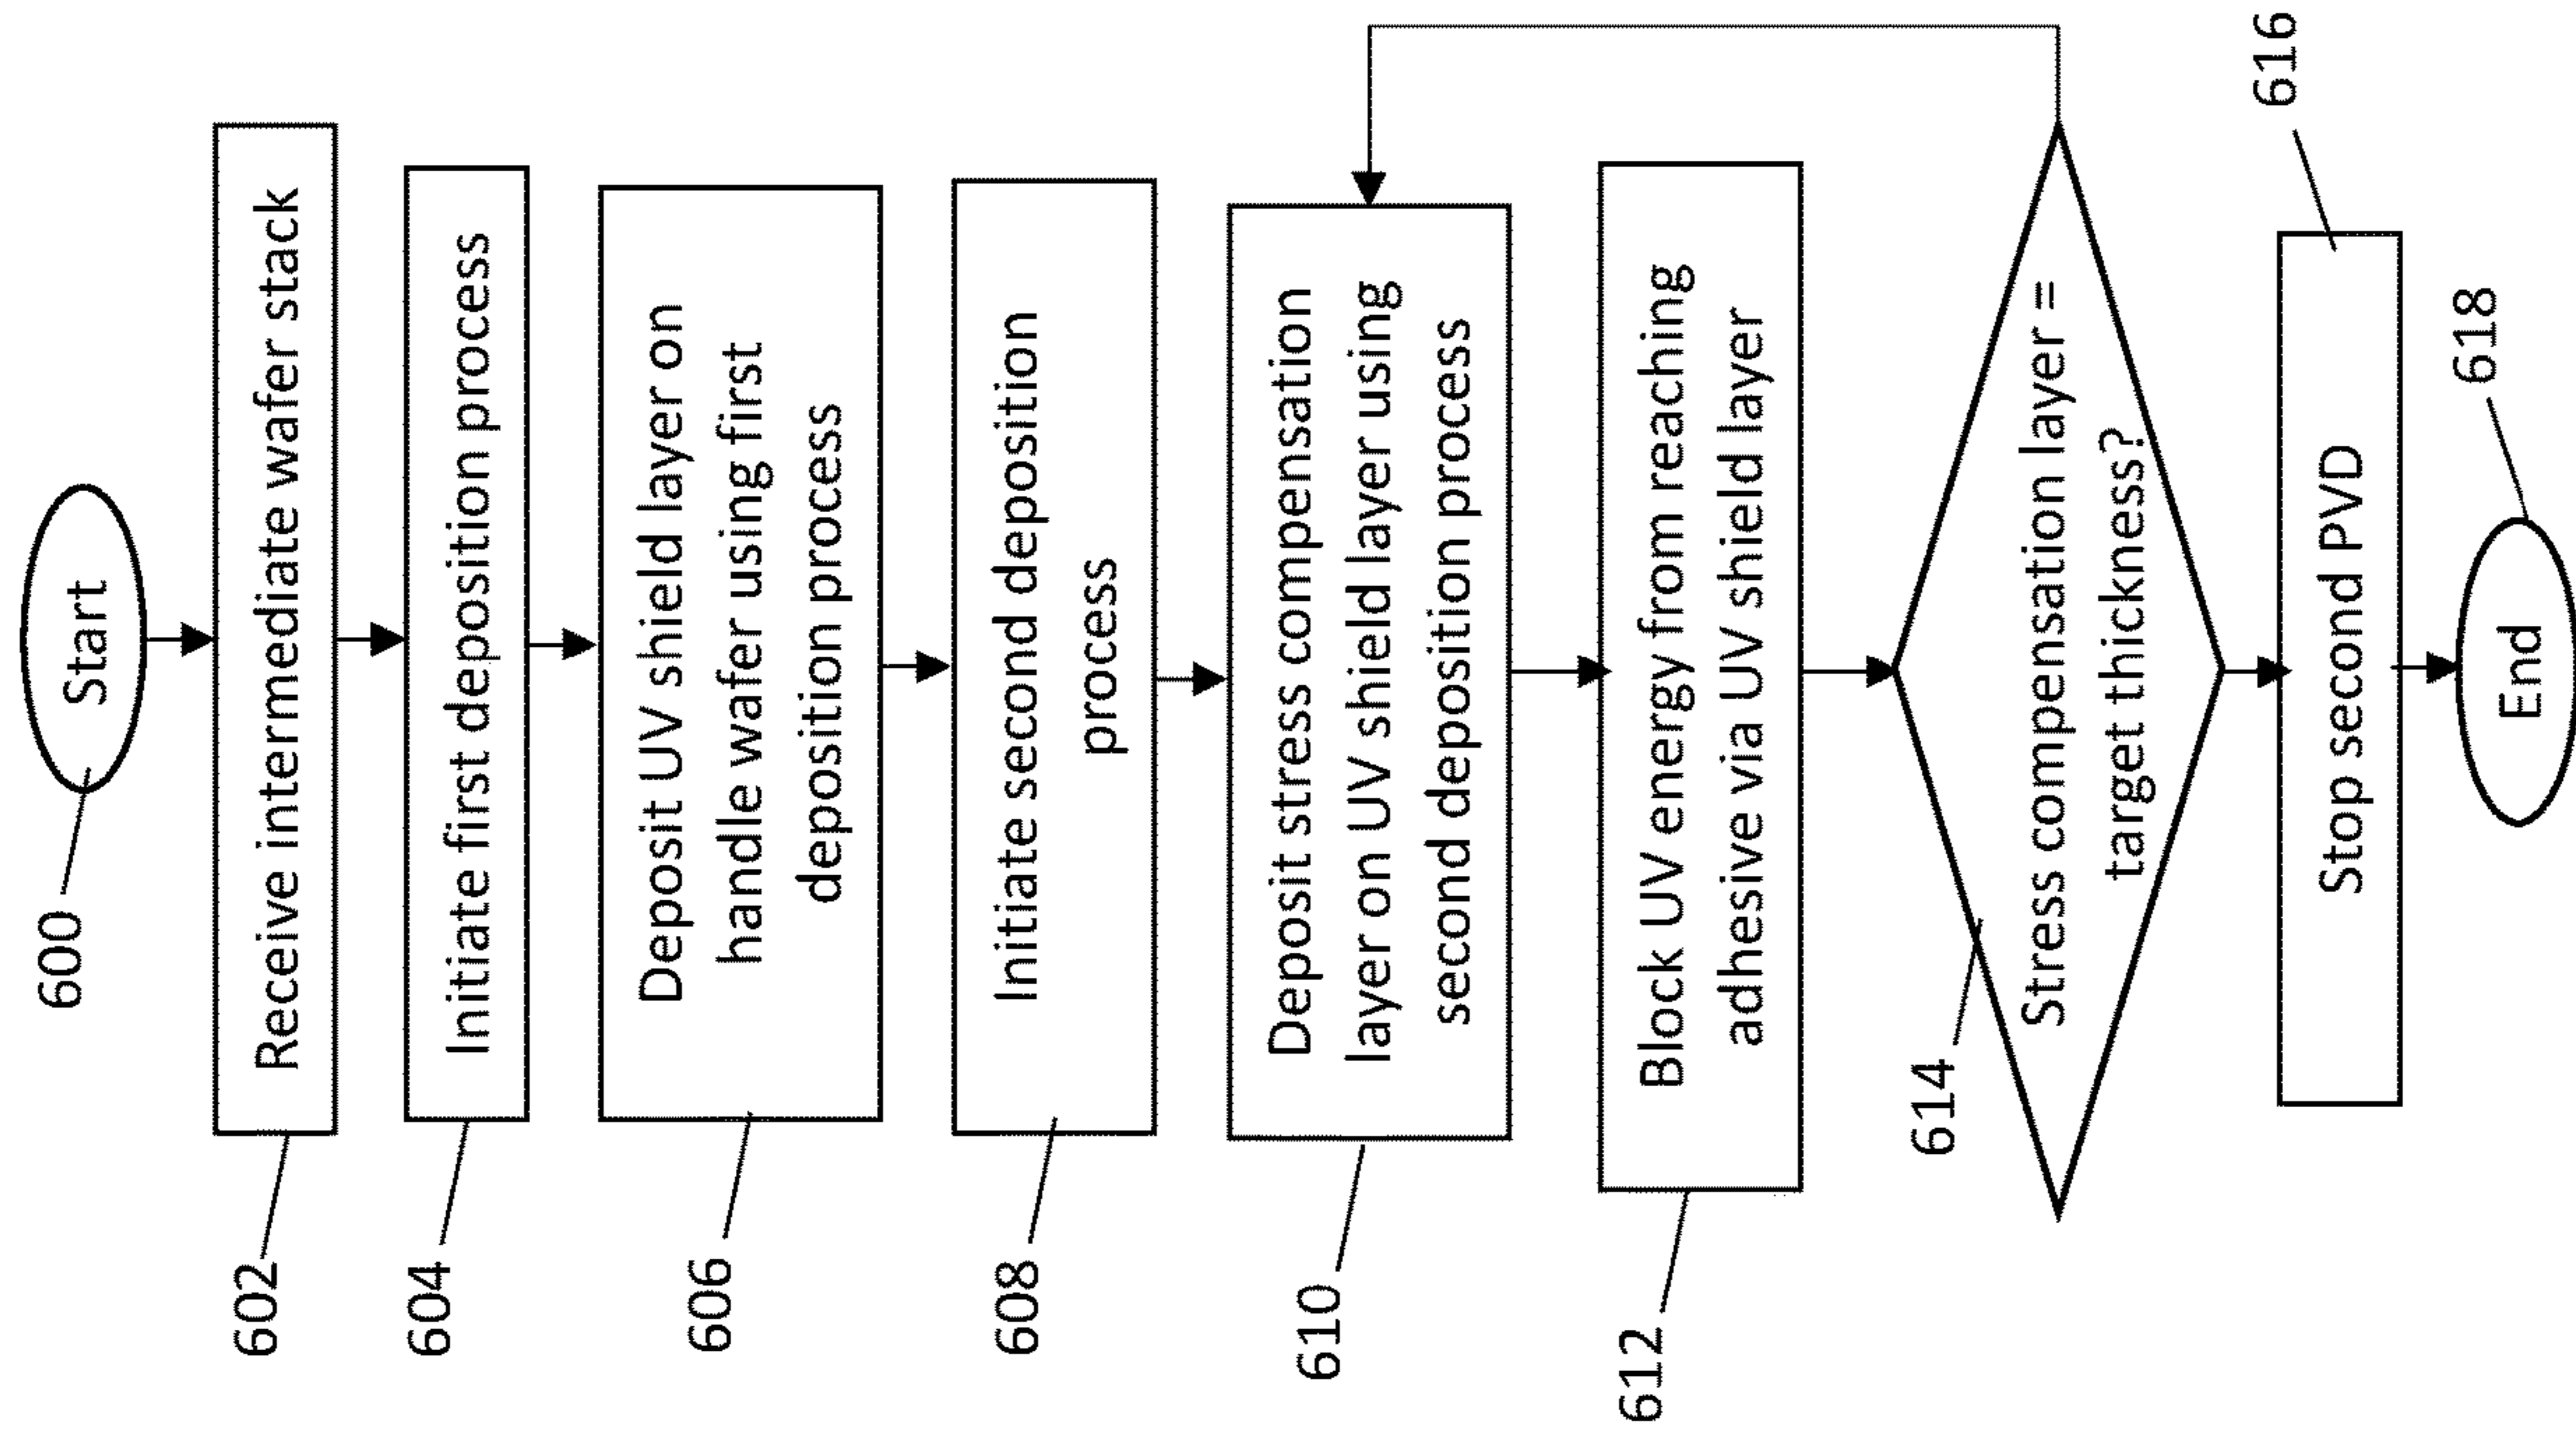 600
Start
602
Receive intermediate wafer stack
604
Initiate first deposition process
606
Deposit UV shield layer on
handle wafer using first
deposition process
608
Initiate second deposition
process
610
Deposit stress compensation
layer on UV shield layer using
second deposition process
612
Block UV energy from reaching
adhesive via UV shield layer
614
Stress compensation layer =
target thickness?
616
Stop second PVD
618
End